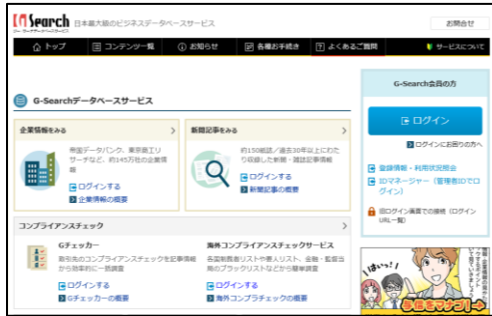 G-Search 日本最大級のビジネスデータベースサービス
お問合せ
トップ コンテンツ一覧 お知らせ 各種お手続き よくあるご質問 サービスについて
G-Searchデータベースサービス
企業情報をみる
帝国データバンク、東京商工リサーチなど、約145万社の企業情報
ログインする
企業情報の概要
新聞記事をみる
約150紙誌／過去30年以上にわたり収録した新聞・雑誌記事情報
ログインする
新聞記事の概要
コンプライアンスチェック
Gチェッカー
取引先のコンプライアンスチェックを記事情報から効率的に一括調査
ログインする
Gチェッカーの概要
海外コンプライアンスチェックサービス
各国制裁者リストや要人リスト、金融・監督当局のブラックリストなどから簡単調査
ログインする
海外コンプラチェックの概要
G-Search会員の方
ログイン
ログインにお困りの方へ
登録情報・利用状況照会
IDマネージャー（管理者IDでログイン）
旧ログイン画面での接続（ログインURL一覧）
はいっ!
与信をマナブ!